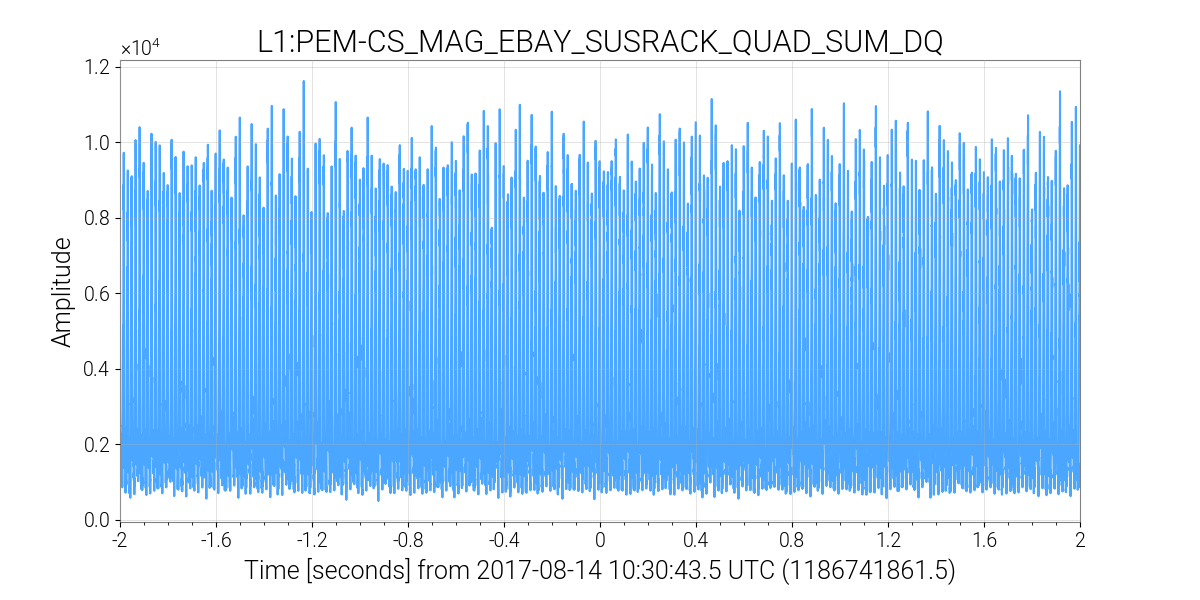 L1:PEM-CS_MAG_EBAY_SUSRACK_QUAD_SUM_DQ
×10⁴
1.2
1.0
0.8
0.6
0.4
0.2
0.0
Amplitude
-2 -1.6 -1.2 -0.8 -0.4 0 0.4 0.8 1.2 1.6 2
Time [seconds] from 2017-08-14 10:30:43.5 UTC (1186741861.5)